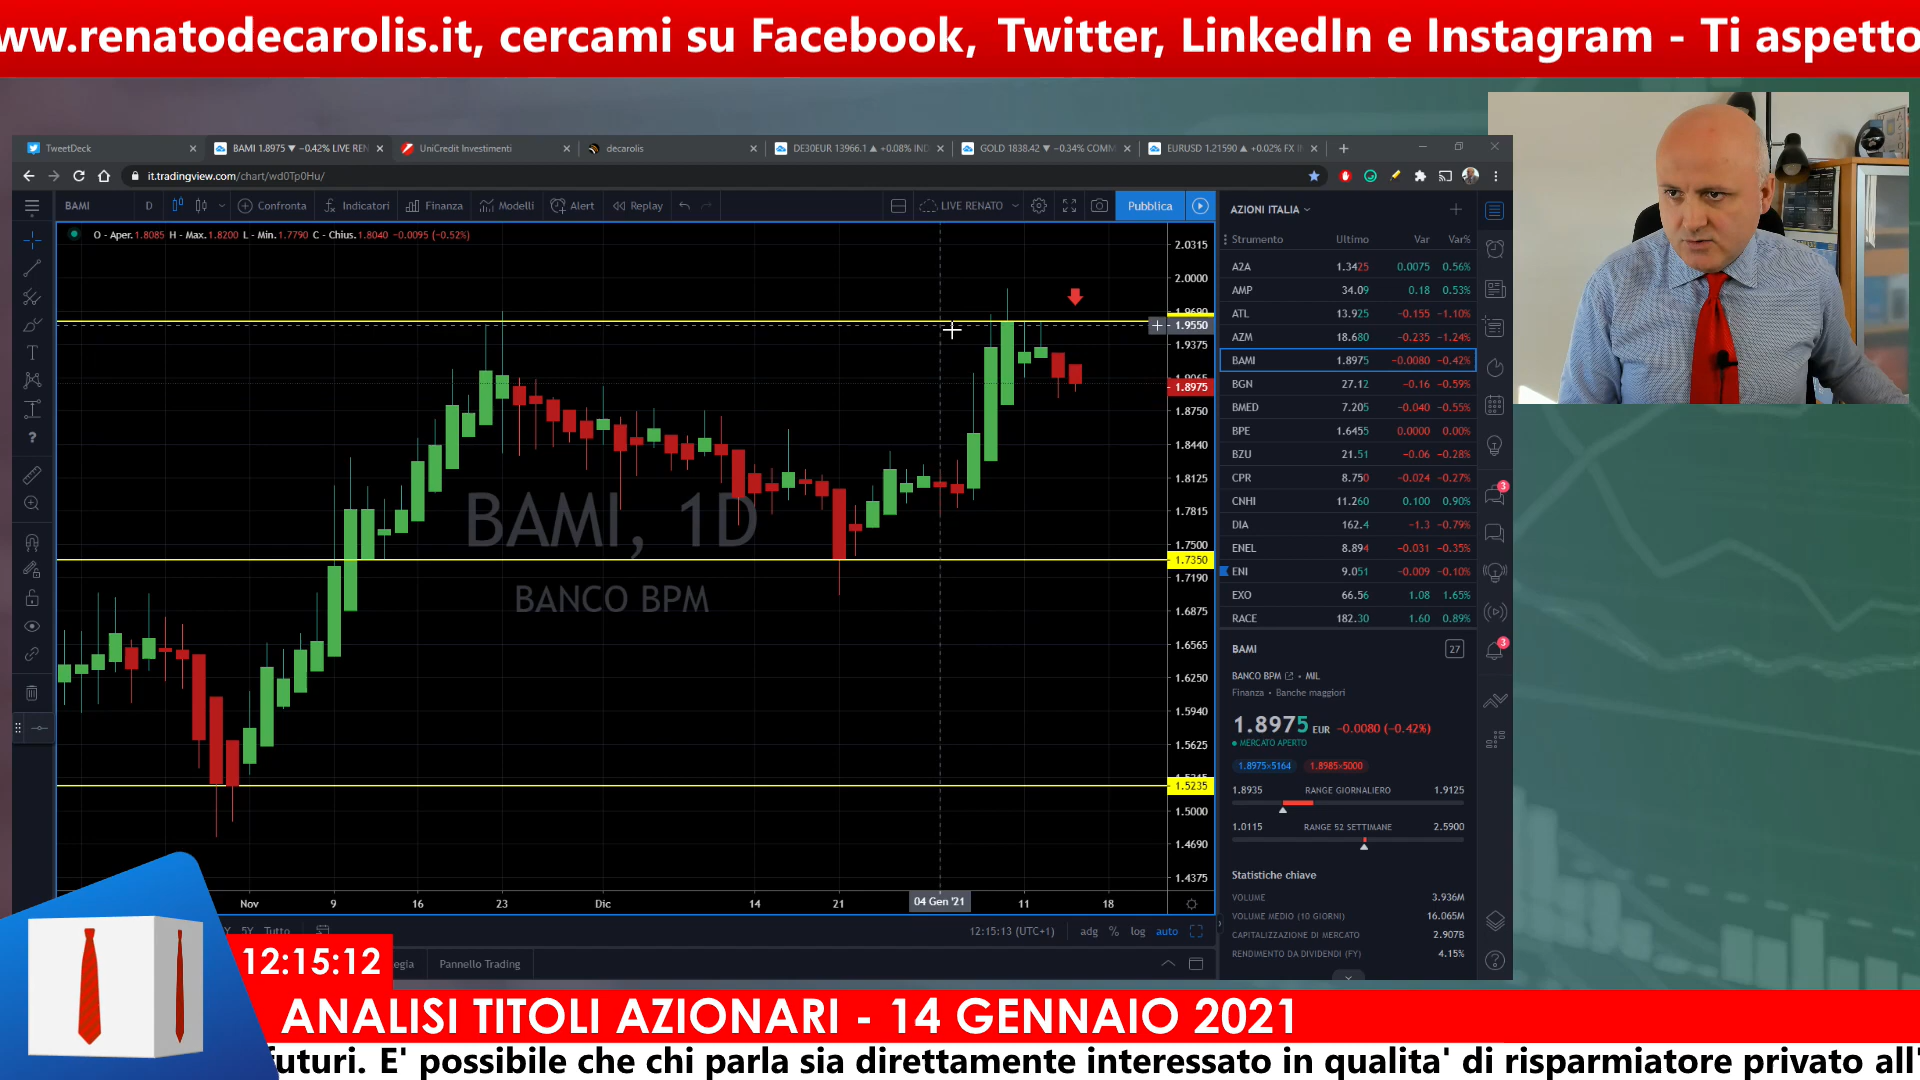 ww.renatodecarolis.it, cercami su Facebook, Twitter, LinkedIn e Instagram - Ti aspetto
TweetDeck
BAMI 1.8975 ▼ −0.42% LIVE REN
UniCredit Investimenti
decarolis
DE30EUR 13966.1 ▲ +0.08% IND
GOLD 1838.42 ▼ −0.34% COMM
EURUSD 1.21590 ▲ +0.02% FX I
it.tradingview.com/chart/wd0Tp0Hu/
BAMI D Confronta Indicatori Finanza Modelli Alert Replay LIVE RENATO Pubblica
O - Aper.1.8085 H - Max.1.8200 L - Min.1.7790 C - Chius.1.8040 −0.0095 (−0.52%)
2.0315
2.0000
1.9690
1.9550
1.9375
1.9065
1.8975
1.8750
1.8440
1.8125
1.7815
1.7500
1.7350
1.7190
1.6875
1.6565
1.6250
1.5940
1.5625
1.5235
1.5000
1.4690
1.4375
BAMI, 1D
BANCO BPM
Nov 9 16 23 Dic 14 21 04 Gen '21 11 18
5Y Tutto
12:15:13 (UTC+1) adg % log auto
egia Pannello Trading
AZIONI ITALIA
Strumento Ultimo Var Var%
A2A 1.3425 0.0075 0.56%
AMP 34.09 0.18 0.53%
ATL 13.925 −0.155 −1.10%
AZM 18.680 −0.235 −1.24%
BAMI 1.8975 −0.0080 −0.42%
BGN 27.12 −0.16 −0.59%
BMED 7.205 −0.040 −0.55%
BPE 1.6455 0.0000 0.00%
BZU 21.51 −0.06 −0.28%
CPR 8.750 −0.024 −0.27%
CNHI 11.260 0.100 0.90%
DIA 162.4 −1.3 −0.79%
ENEL 8.894 −0.031 −0.35%
ENI 9.051 −0.009 −0.10%
EXO 66.56 1.08 1.65%
RACE 182.30 1.60 0.89%
BAMI 27
BANCO BPM • MIL
Finanza • Banche maggiori
1.8975 EUR −0.0080 (−0.42%)
MERCATO APERTO
1.8975×5164 1.8985×5000
1.8935 RANGE GIORNALIERO 1.9125
1.0115 RANGE 52 SETTIMANE 2.5900
Statistiche chiave
VOLUME 3.936M
VOLUME MEDIO (10 GIORNI) 16.065M
CAPITALIZZAZIONE DI MERCATO 2.907B
RENDIMENTO DA DIVIDENDI (FY) 4.15%
3
3
12:15:12
ANALISI TITOLI AZIONARI - 14 GENNAIO 2021
futuri. E' possibile che chi parla sia direttamente interessato in qualita' di risparmiatore privato all'